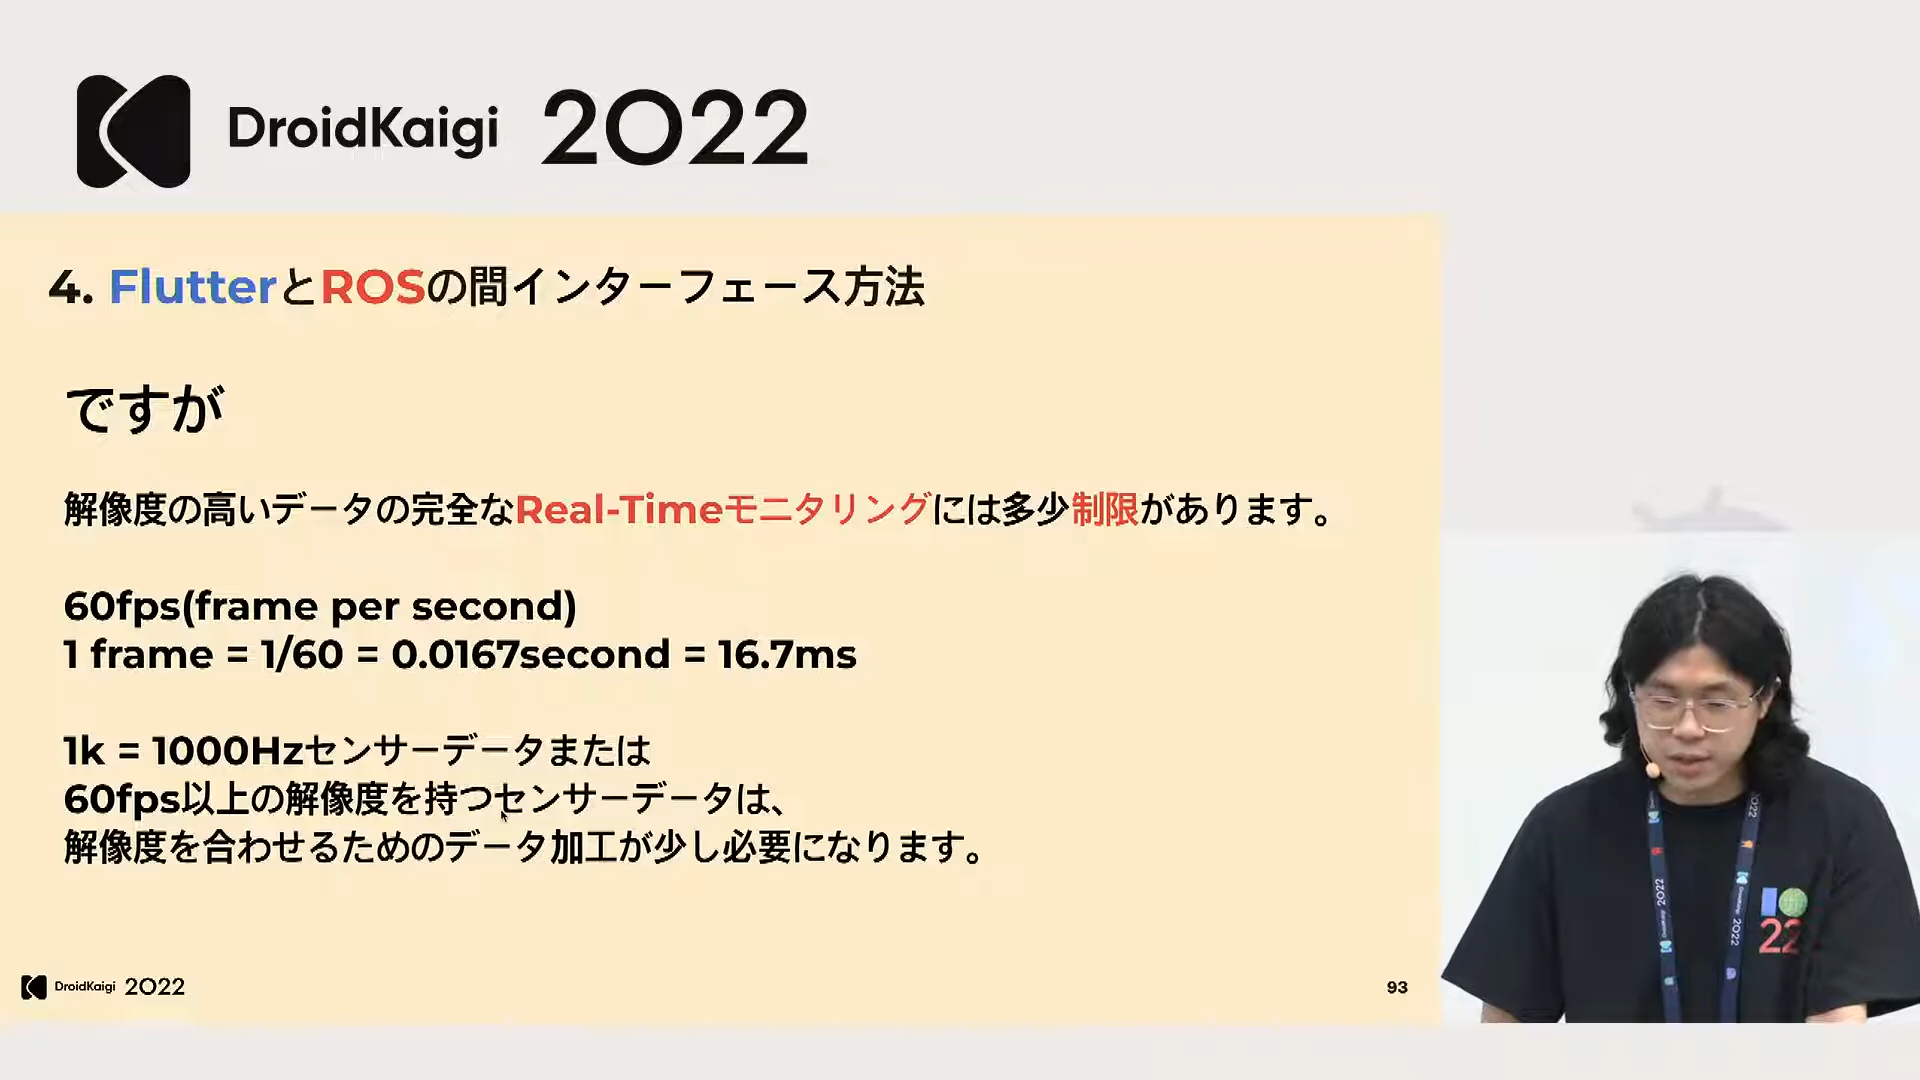 DroidKaigi 2022
4. FlutterとROSの間インターフェース方法
ですが
解像度の高いデータの完全なReal-Timeモニタリングには多少制限があります。
60fps(frame per second)
1 frame = 1/60 = 0.0167second = 16.7ms
1k = 1000Hzセンサーデータまたは
60fps以上の解像度を持つセンサーデータは、
解像度を合わせるためのデータ加工が少し必要になります。
DroidKaigi 2022
93
2022
2022
DroidKaigi
2022
22